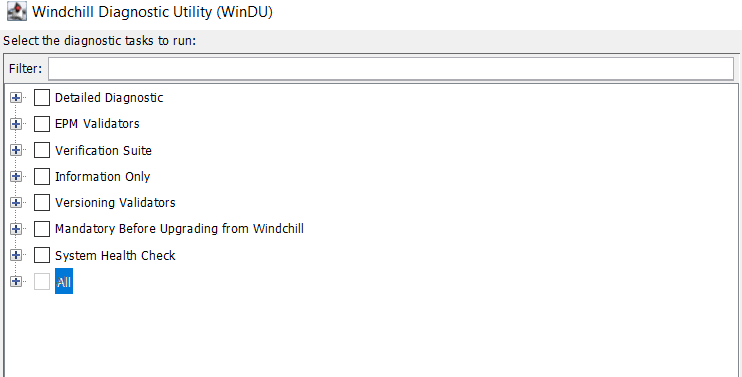 Windchill Diagnostic Utility (WinDU)
Select the diagnostic tasks to run:
Filter:
Detailed Diagnostic
EPM Validators
Verification Suite
Information Only
Versioning Validators
Mandatory Before Upgrading from Windchill
System Health Check
All